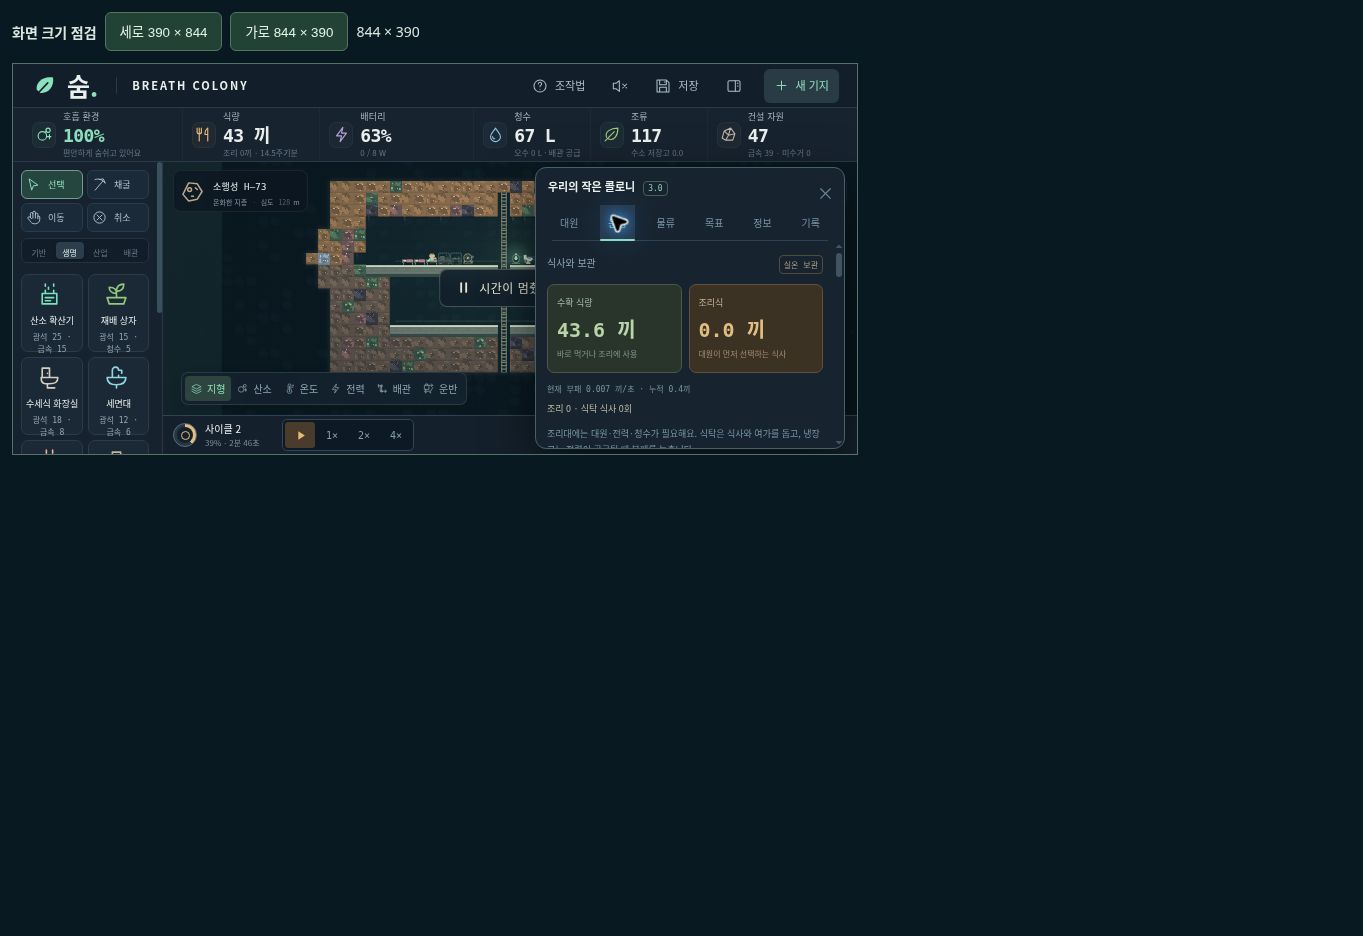 화면 크기 점검 세로 390 × 844 가로 844 × 390 844 × 390
숨. BREATH COLONY 조작법 저장 새 기지
호흡 환경
100%
편안하게 숨쉬고 있어요
식량
43 끼
조리 0끼 · 14.5주기분
배터리
63%
0 / 8 W
청수
67 L
오수 0 L · 배관 공급
조류
117
수소 저장고 0.0
건설 자원
47
금속 39 · 미수거 0
선택 채굴
이동 취소
기반 생명 산업 배관
산소 확산기
광석 25 ·
금속 15
재배 상자
광석 15 ·
청수 5
수세식 화장실
광석 18 ·
금속 8
세면대
광석 12 ·
금속 6
소행성 H–73
온화한 지층 · 심도 128 m
시간이 멈췄
지형 산소 온도 전력 배관 운반
사이클 2
39% · 2분 46초
1× 2× 4×
우리의 작은 콜로니 3.0
대원 물류 목표 정보 기록
식사와 보관 실온 보관
수확 식량
43.6 끼
바로 먹거나 조리에 사용
조리식
0.0 끼
대원이 먼저 선택하는 식사
현재 부패 0.007 끼/초 · 누적 0.4끼
조리 0 · 식탁 식사 0회
조리대에는 대원·전력·청수가 필요해요. 식탁은 식사와 여가를 돕고, 냉장